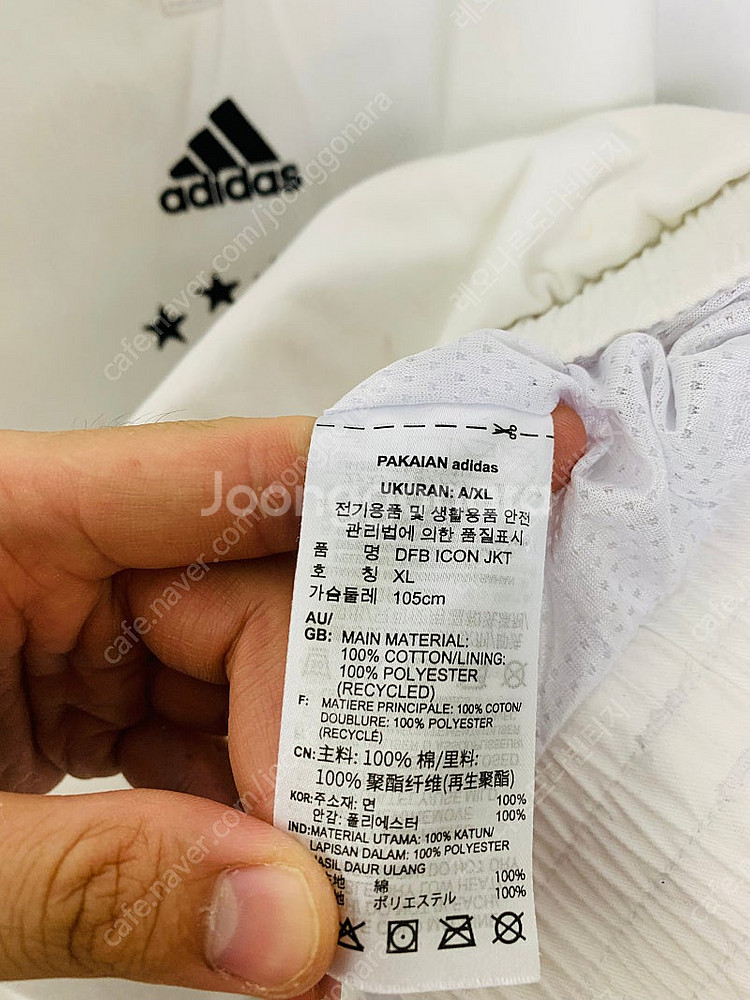 adidas
PAKAIAN adidas
UKURAN: A/XL
전기용품 및 생활용품 안전
관리법에 의한 품질표시
품 명 DFB ICON JKT
호 칭 XL
가슴둘레 105cm
AU/
GB: MAIN MATERIAL:
100% COTTON/LINING:
100% POLYESTER
(RECYCLED)
F: MATIERE PRINCIPALE: 100% COTON/
DOUBLURE: 100% POLYESTER
(RECYCLÉ)
CN:主料: 100% 棉/里料:
100% 聚酯纤维(再生聚酯)
KOR:주소재: 면 100%
안감: 폴리에스터 100%
IND:MATERIAL UTAMA: 100% KATUN/
LAPISAN DALAM: 100% POLYESTER
HASIL DAUR ULANG
綿 100%
ポリエステル 100%
cafe.naver.com/joonggonara
Joonggonara